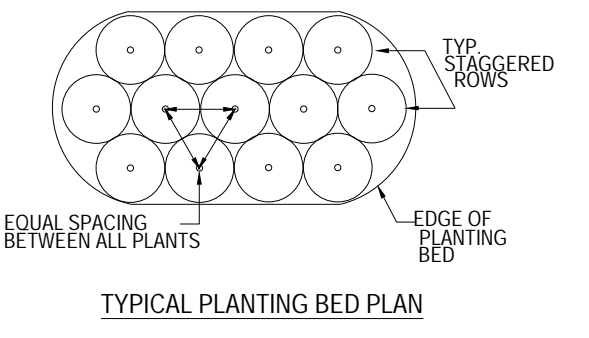 TYP.
STAGGERED
ROWS
EQUAL SPACING
BETWEEN ALL PLANTS
EDGE OF
PLANTING
BED
TYPICAL PLANTING BED PLAN